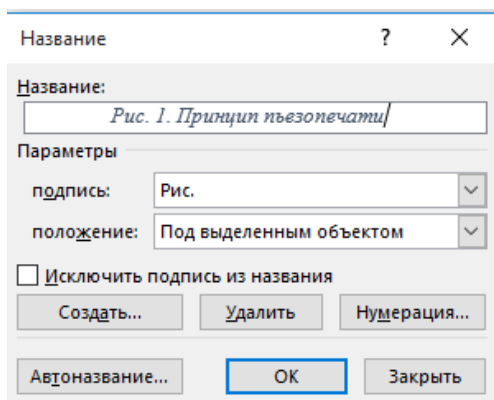 Название ?
Название:
Рис. 1. Принцип пьезопечати
Параметры
подпись: Рис.
положение: Под выделенным объектом
Исключить подпись из названия
Создать... Удалить Нумерация...
Автоназвание... ОК Закрыть